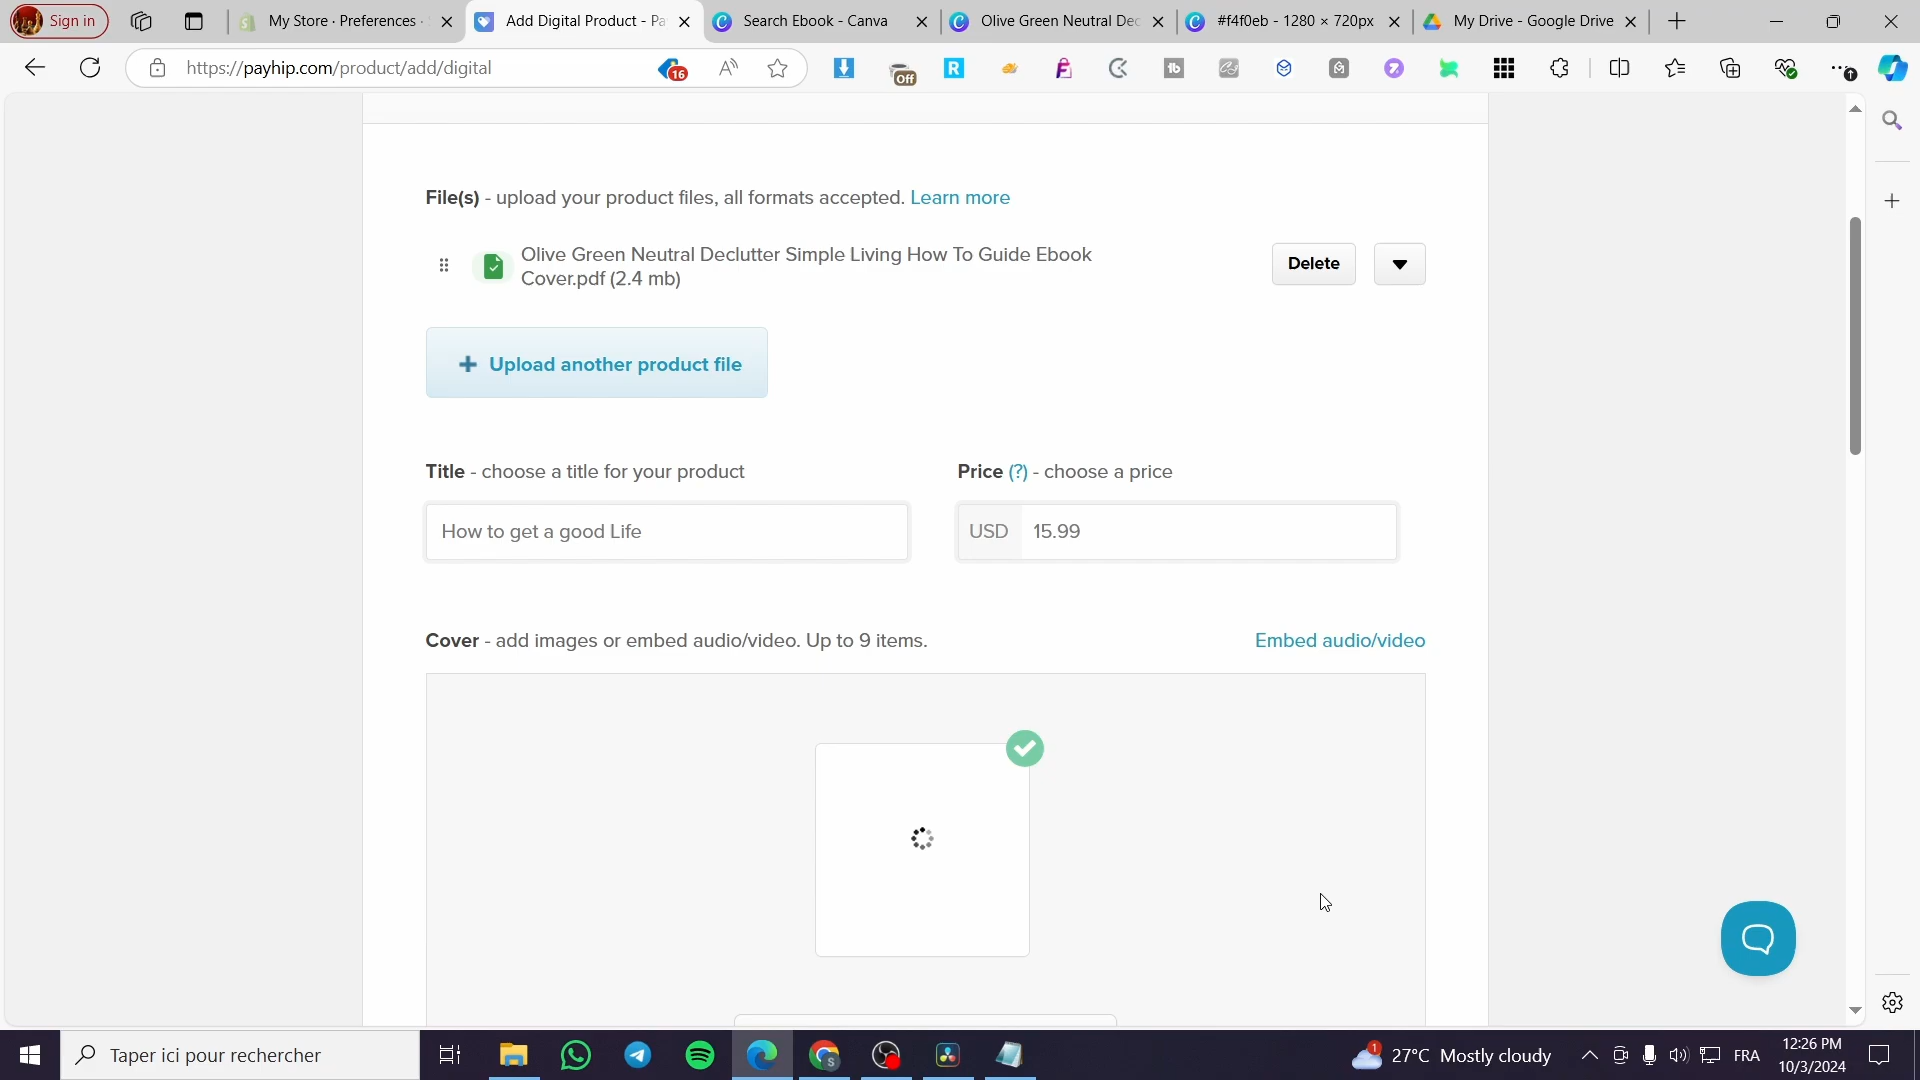 Sign in
My Store · Preferences ·
Add Digital Product - Pa
Search Ebook - Canva
Olive Green Neutral Dec
#f4f0eb - 1280 × 720px
My Drive - Google Drive
https://payhip.com/product/add/digital
16
Off
File(s) - upload your product files, all formats accepted. Learn more
Olive Green Neutral Declutter Simple Living How To Guide Ebook
Cover.pdf (2.4 mb)
Delete
+ Upload another product file
Title - choose a title for your product
Price (?) - choose a price
How to get a good Life
USD 15.99
Cover - add images or embed audio/video. Up to 9 items.
Embed audio/video
Taper ici pour rechercher
1
27°C Mostly cloudy
FRA
12:26 PM
10/3/2024